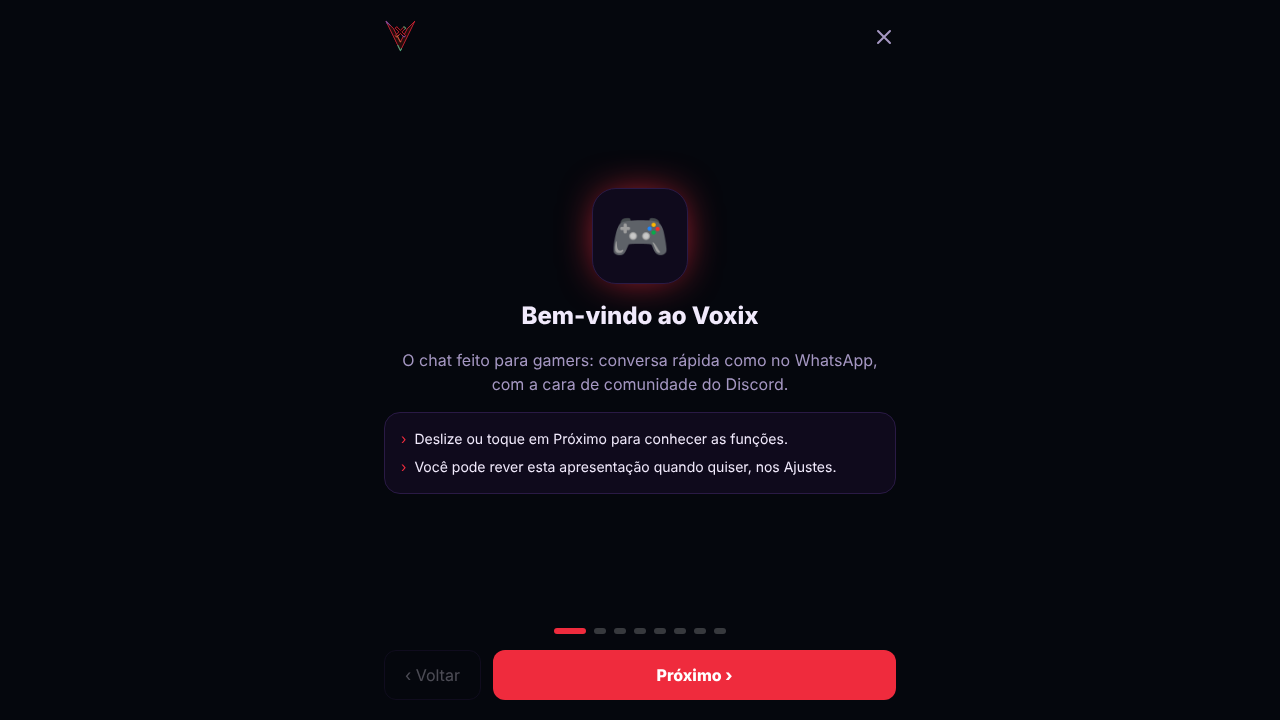 Bem-vindo ao Voxix
O chat feito para gamers: conversa rápida como no WhatsApp,
com a cara de comunidade do Discord.
› Deslize ou toque em Próximo para conhecer as funções.
› Você pode rever esta apresentação quando quiser, nos Ajustes.
‹ Voltar
Próximo ›